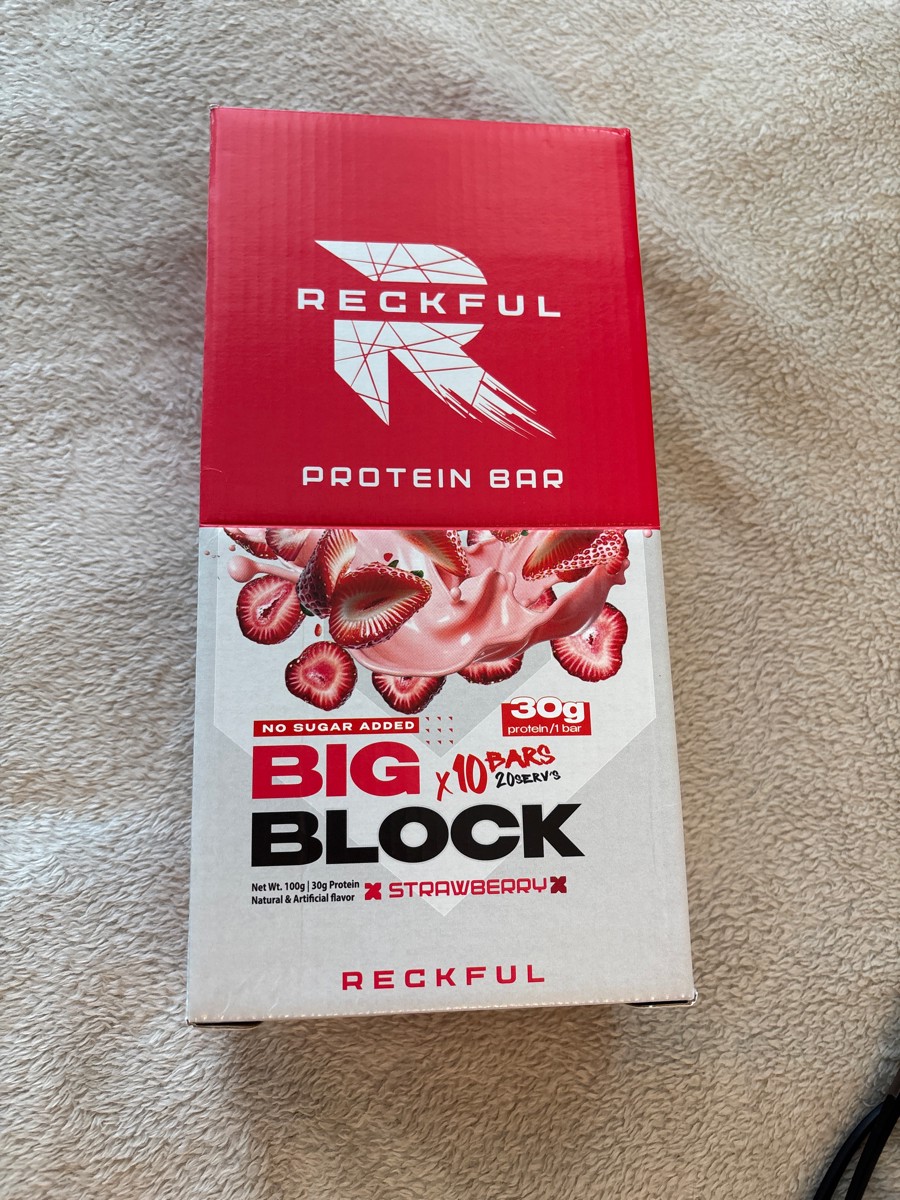 RECKFUL
PROTEIN BAR
NO SUGAR ADDED
30g
protein/1 bar
BIG
x10 BARS
20SERV'S
BLOCK
Net Wt. 100g | 30g Protein
Natural & Artificial flavor
STRAWBERRY
RECKFUL